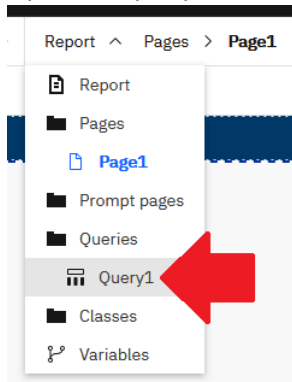 Report Pages > Page1
Report
Pages
Page1
Prompt pages
Queries
Query1
Classes
Variables